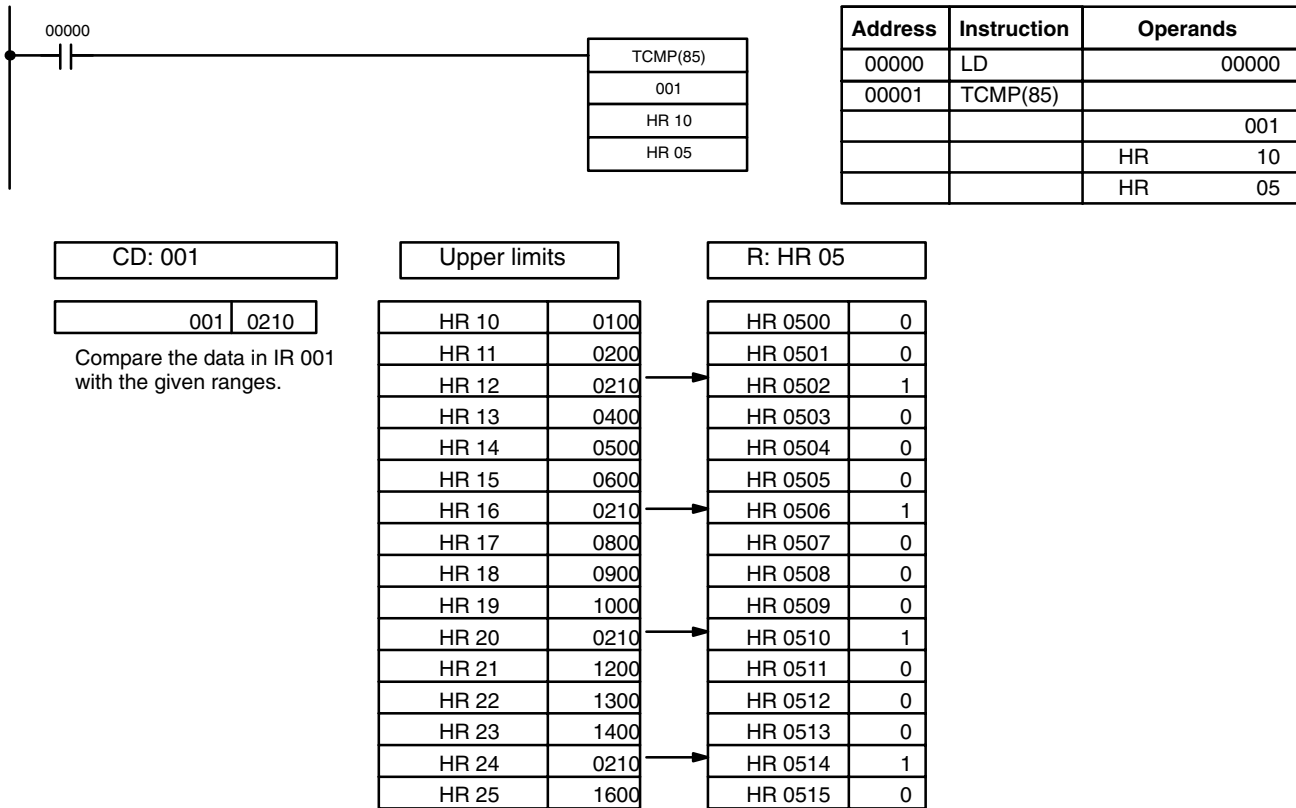 00000
TCMP(85)
001
HR 10
HR 05
Address Instruction Operands
00000 LD 00000
00001 TCMP(85)
001
HR 10
HR 05
CD: 001
001 0210
Compare the data in IR 001
with the given ranges.
Upper limits R: HR 05
HR 10 0100 HR 0500 0
HR 11 0200 HR 0501 0
HR 12 0210 HR 0502 1
HR 13 0400 HR 0503 0
HR 14 0500 HR 0504 0
HR 15 0600 HR 0505 0
HR 16 0210 HR 0506 1
HR 17 0800 HR 0507 0
HR 18 0900 HR 0508 0
HR 19 1000 HR 0509 0
HR 20 0210 HR 0510 1
HR 21 1200 HR 0511 0
HR 22 1300 HR 0512 0
HR 23 1400 HR 0513 0
HR 24 0210 HR 0514 1
HR 25 1600 HR 0515 0